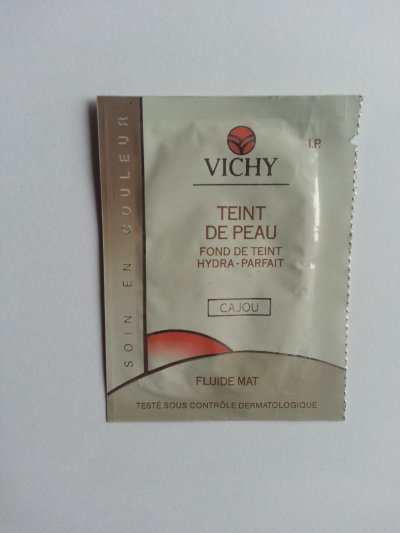 SOIN EN COULEUR
VICHY
I.P.
TEINT
DE PEAU
FOND DE TEINT
HYDRA-PARFAIT
CAJOU
FLUIDE MAT
TESTÉ SOUS CONTRÔLE DERMATOLOGIQUE